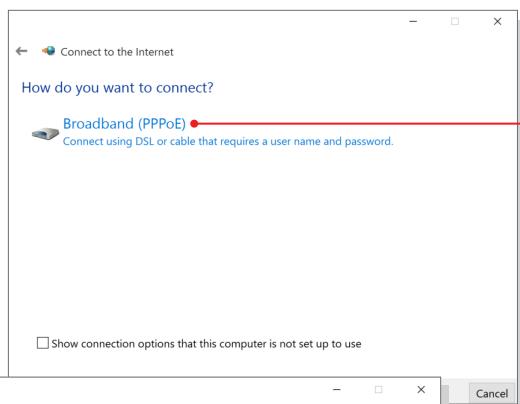 Connect to the Internet
How do you want to connect?
Broadband (PPPoE)
Connect using DSL or cable that requires a user name and password.
Show connection options that this computer is not set up to use
Cancel